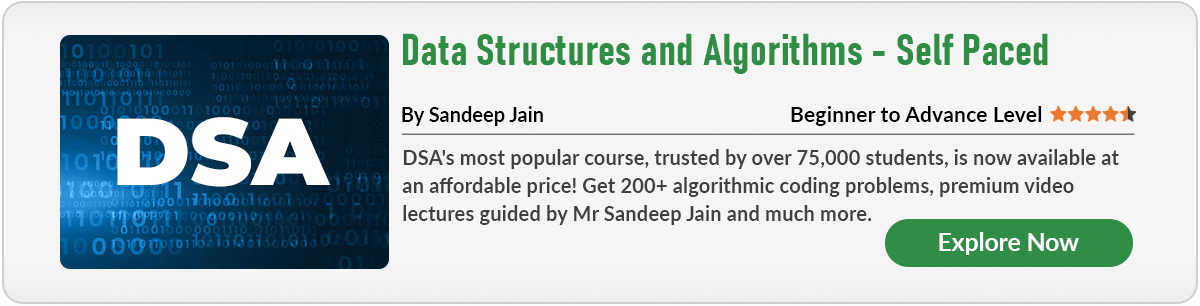 DSA
Data Structures and Algorithms - Self Paced
By Sandeep Jain
Beginner to Advance Level
DSA's most popular course, trusted by over 75,000 students, is now available at
an affordable price! Get 200+ algorithmic coding problems, premium video
lectures guided by Mr Sandeep Jain and much more.
Explore Now